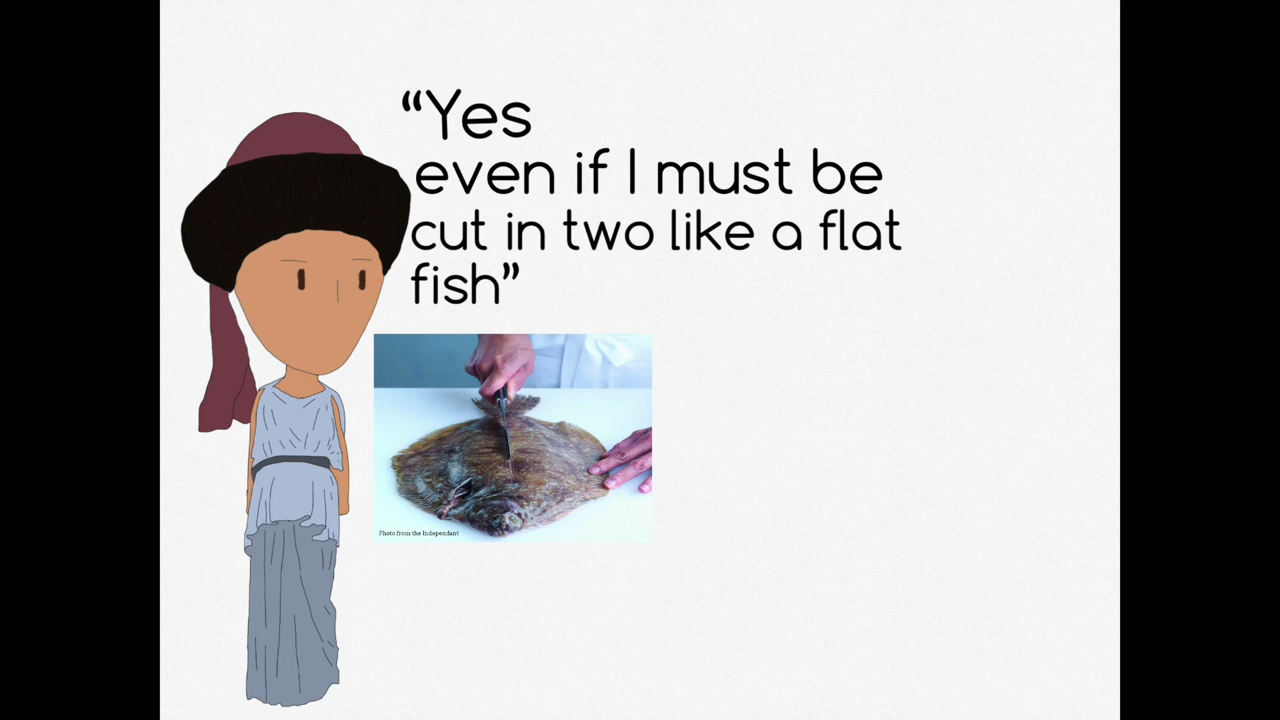 “Yes
even if I must be
cut in two like a flat
fish”
Photo from the Independant